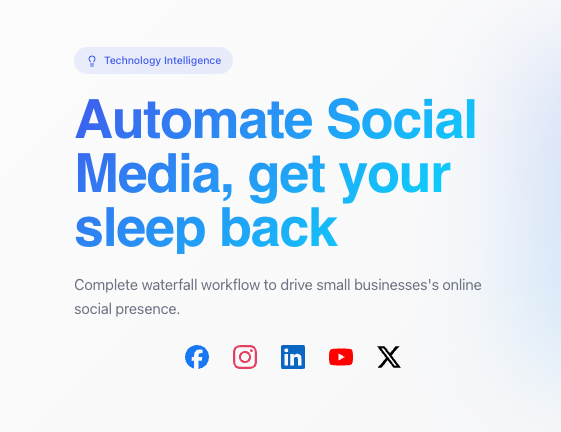 Technology Intelligence
Automate Social
Media, get your
sleep back
Complete waterfall workflow to drive small businesses's online
social presence.